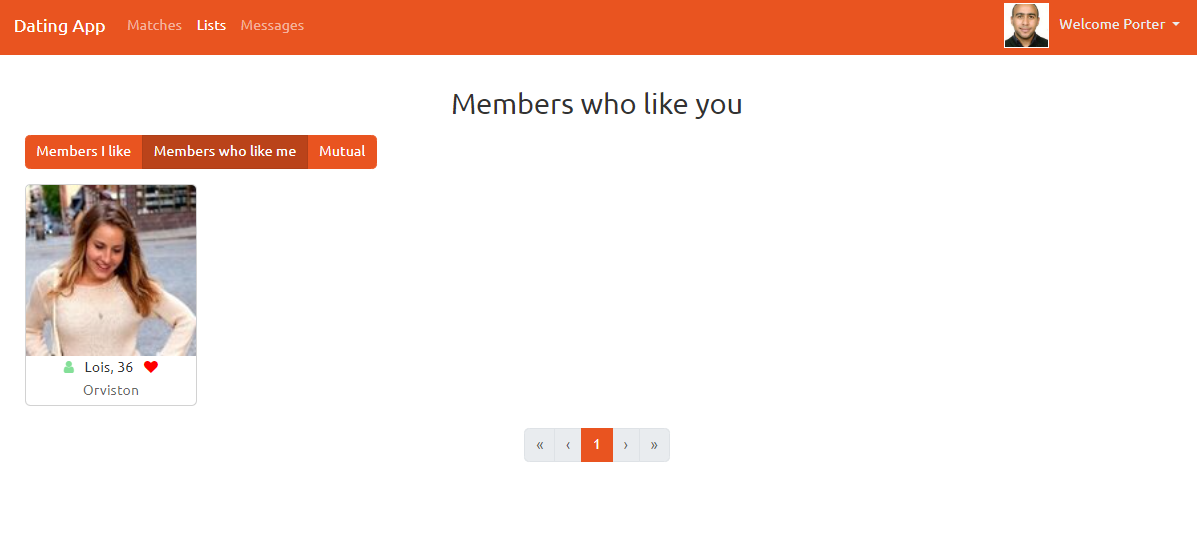 Dating App Matches Lists Messages Welcome Porter
Members who like you
Members I like Members who like me Mutual
Lois, 36
Orviston
« ‹ 1 › »